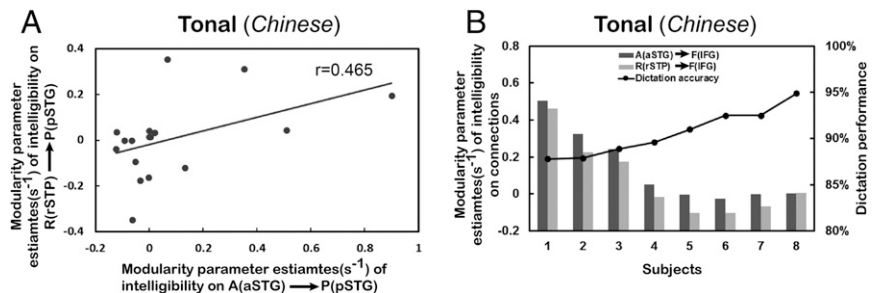 A
Tonal (Chinese)
Modularity parameter
estiamtes(s-1) of intelligibility on
R(rSTP) → P(pSTG)
0.4
0.2
0
-0.2
-0.4
r=0.465
-0.2
0
0.2
0.4
0.6
0.8
1
Modularity parameter estiamtes(s-1) of
intelligibility on A(aSTG) → P(pSTG)
B
Tonal (Chinese)
Modularity parameter
estiamtes(s-1) of intelligibility
on connections
0.8
0.6
0.4
0.2
0
-0.2
A(aSTG) → F(IFG)
R(rSTP) → F(IFG)
Dictation accuracy
100%
95%
90%
85%
80%
Dictation performance
1 2 3 4 5 6 7 8
Subjects